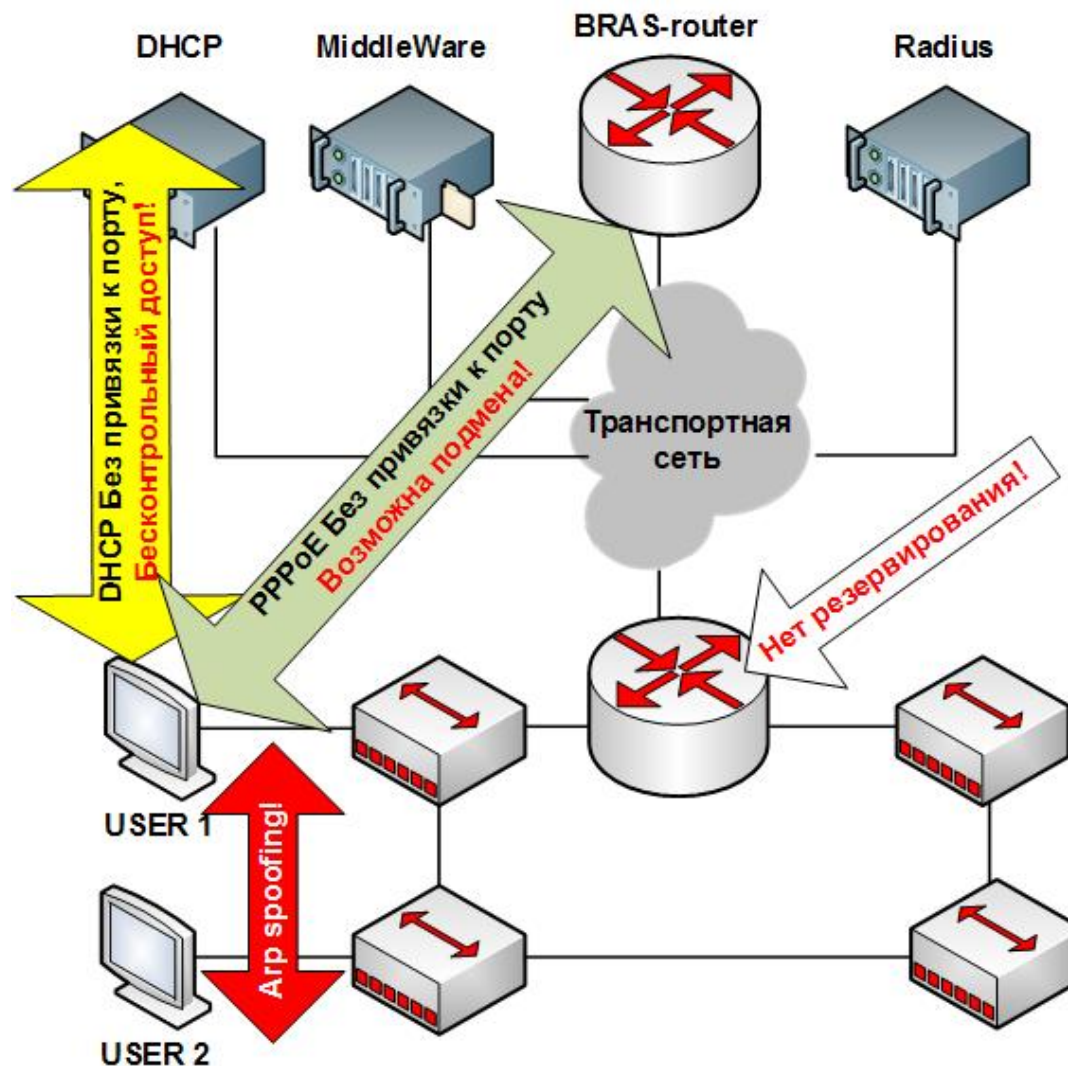 DHCP
MiddleWare
BRAS-router
Radius
DHCP Без привязки к порту,
Бесконтрольный доступ!
PPPoE Без привязки к порту
Возможна подмена!
Транспортная
сеть
Нет резервирования!
USER 1
Arp spoofing!
USER 2